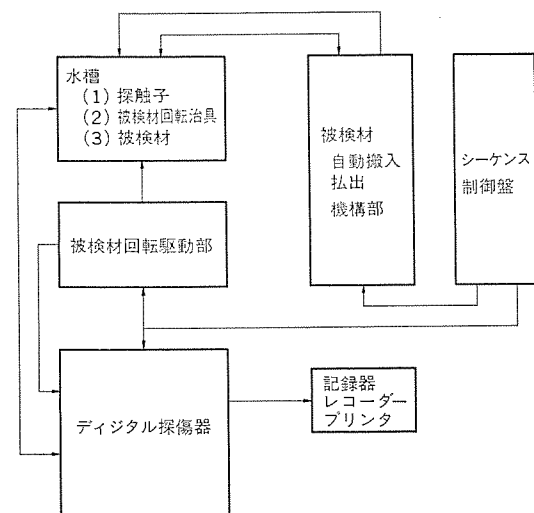 水槽
(1) 探触子
(2) 被検材回転治具
(3) 被検材
被検材
自動搬入
払出
機構部
シーケンス
制御盤
被検材回転駆動部
ディジタル探傷器
記録器
レコーダー
プリンタ